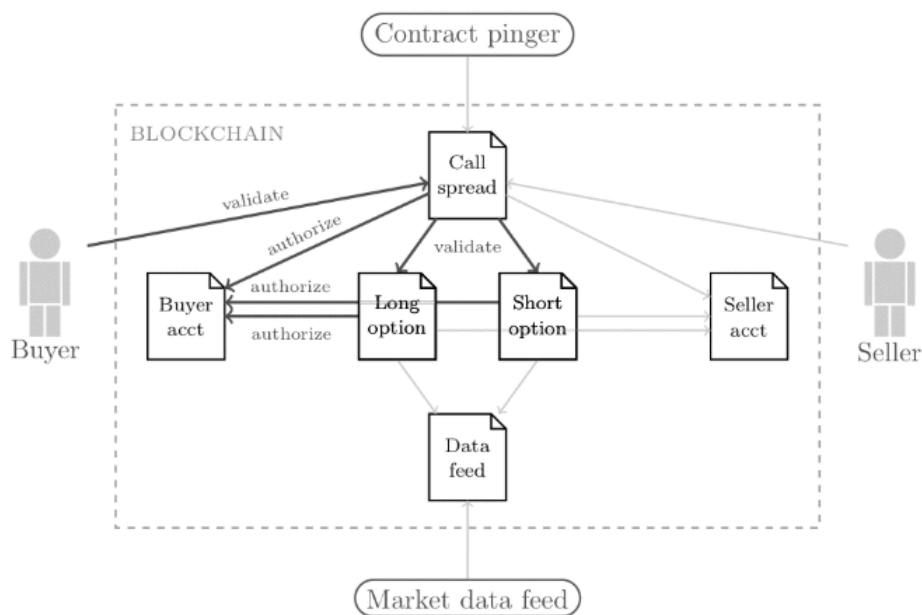 Contract pinger
BLOCKCHAIN
Call
spread
validate
authorize
validate
Buyer
acct
authorize
authorize
Long
option
Short
option
Seller
acct
Buyer
Seller
Data
feed
Market data feed